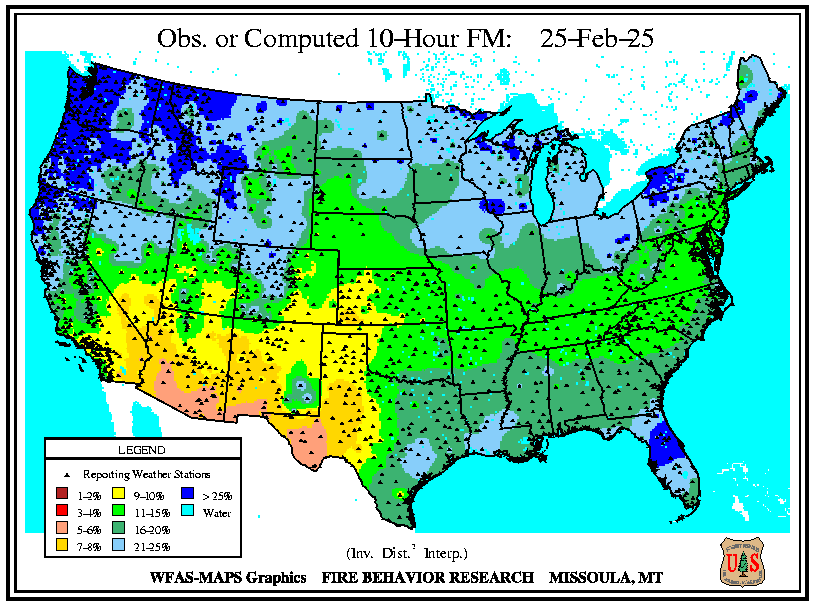 Obs. or Computed 10-Hour FM: 25-Feb-25
LEGEND
Reporting Weather Stations
1-2%
3-4%
5-6%
7-8%
9-10%
11-15%
16-20%
21-25%
> 25%
Water
(Inv. Dist.² Interp.)
WFAS-MAPS Graphics FIRE BEHAVIOR RESEARCH MISSOULA, MT
U S